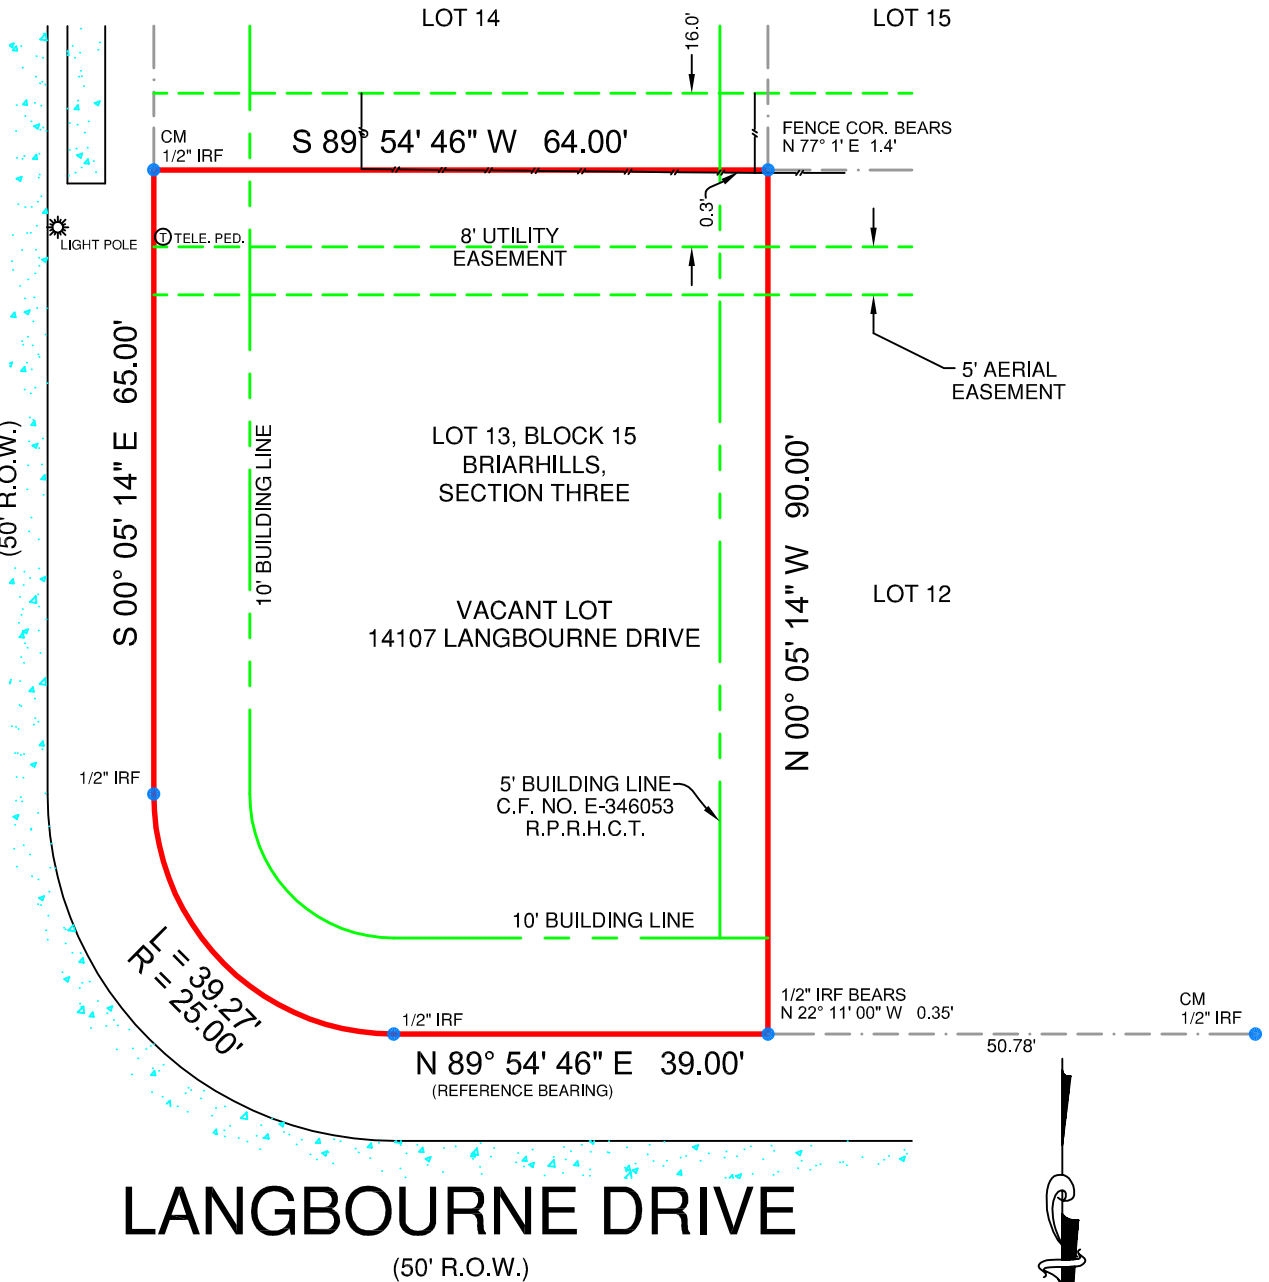 LOT 14
LOT 15
16.0'
CM
1/2" IRF
S 89° 54' 46" W 64.00'
FENCE COR. BEARS
N 77° 1' E 1.4'
0.3'
LIGHT POLE
T
TELE. PED.
8' UTILITY
EASEMENT
5' AERIAL
EASEMENT
S 00° 05' 14" E 65.00'
(50' R.O.W.)
10' BUILDING LINE
LOT 13, BLOCK 15
BRIARHILLS,
SECTION THREE
N 00° 05' 14" W 90.00'
LOT 12
VACANT LOT
14107 LANGBOURNE DRIVE
1/2" IRF
5' BUILDING LINE
C.F. NO. E-346053
R.P.R.H.C.T.
10' BUILDING LINE
L = 39.27'
R = 25.00'
1/2" IRF
1/2" IRF BEARS
N 22° 11' 00" W 0.35'
CM
1/2" IRF
50.78'
N 89° 54' 46" E 39.00'
(REFERENCE BEARING)
LANGBOURNE DRIVE
(50' R.O.W.)